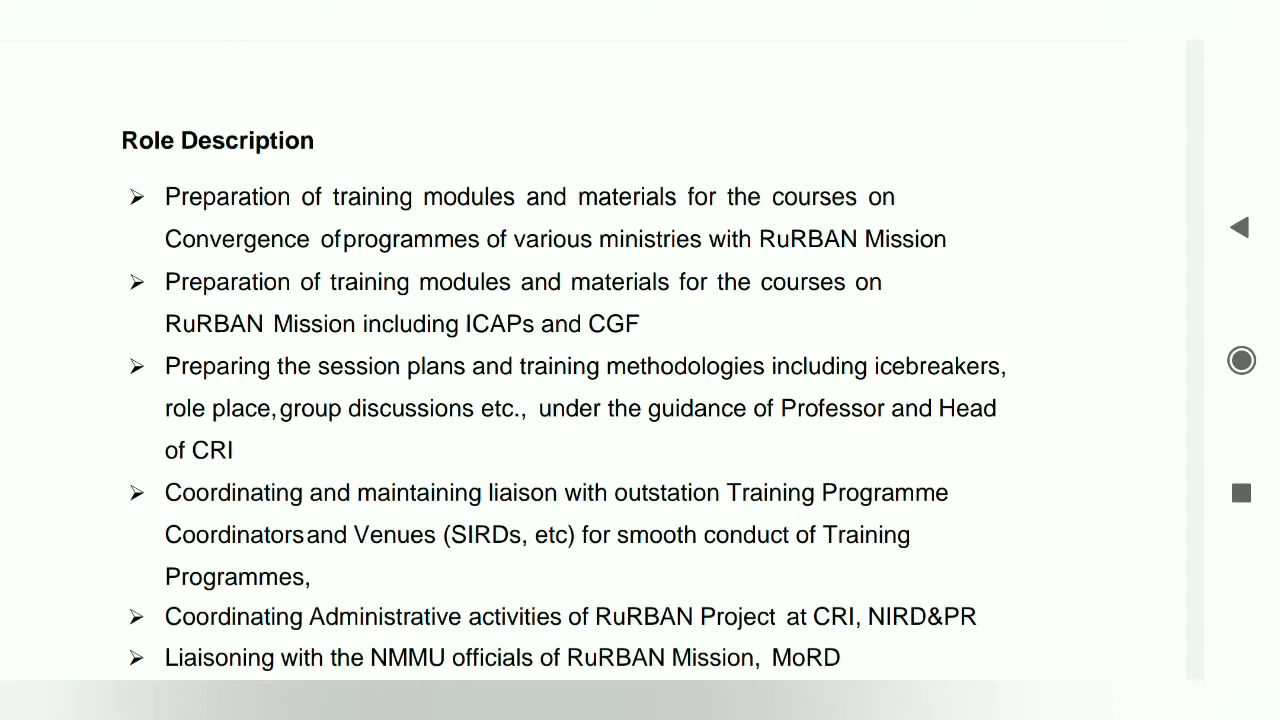 Role Description
➢ Preparation of training modules and materials for the courses on
Convergence ofprogrammes of various ministries with RuRBAN Mission
➢ Preparation of training modules and materials for the courses on
RuRBAN Mission including ICAPs and CGF
➢ Preparing the session plans and training methodologies including icebreakers,
role place,group discussions etc., under the guidance of Professor and Head
of CRI
➢ Coordinating and maintaining liaison with outstation Training Programme
Coordinatorsand Venues (SIRDs, etc) for smooth conduct of Training
Programmes,
➢ Coordinating Administrative activities of RuRBAN Project at CRI, NIRD&PR
➢ Liaisoning with the NMMU officials of RuRBAN Mission, MoRD